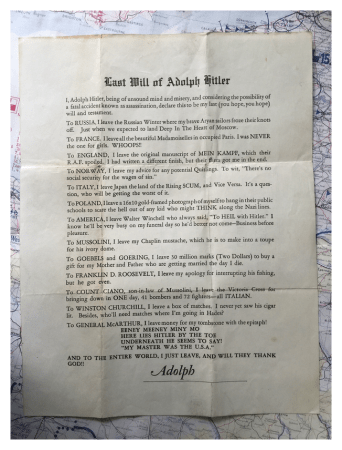 Last Will of Adolph Hitler
I, Adolph Hitler, being of unsound mind and misery, and considering the possibility of
a fatal accident known as assassination, declare this to be my last (you hope, you hope)
will and testament.
To RUSSIA, I leave the Russian Winter where my brave Aryan sailors froze their knobs
off. Just when we expected to land Deep In The Heart of Moscow.
To FRANCE, I leave all the beautiful Mademoiselles in occupied Paris. I was NEVER
the one for girls. WHOOPS!!
To ENGLAND, I leave the original manuscript of MEIN KAMPF, which their
R.A.F. spoiled. I had written a different finish, but their guts got me in the end.
To NORWAY, I leave my advice for any potential Quislings. To wit, "There's no
social security for the wages of sin."
To ITALY, I leave Japan the land of the Rising SCUM, and Vice Versa. It's a ques-
tion, who will be getting the worst of it.
To POLAND, I leave a 16x10 gold-framed photograph of myself to hang in their public
schools to scare the hell out of any kid who might THINK along the Nazi lines.
To AMERICA, I leave Walter Winchell who always said, "To HELL with Hitler." I
know he'll be very busy on my funeral day so he'd better not come—Business before
pleasure.
To MUSSOLINI, I leave my Chaplin mustache, which he is to make into a toupe
for his ivory dome.
To GOEBELS and GOERING, I leave 50 million marks (Two Dollars) to buy a
gift for my Mother and Father who are getting married the day I die.
To FRANKLIN D. ROOSEVELT, I leave my apology for interrupting his fishing,
but he got even.
To COUNT CIANO, son-in-law of Mussolini, I leave the Victoria Cross for
bringing down in ONE day, 41 bombers and 72 fighters—all ITALIAN.
To WINSTON CHURCHILL, I leave a box of matches. I never yet saw his cigar
lit. Besides, who'll need matches where I'm going in Hades?
To GENERAL McARTHUR, I leave money for my tombstone with the epitaph!
EENEY MEENEY MINY MO
HERE LIES HITLER BY THE TOE
UNDERNEATH HE SEEMS TO SAY!
"MY MASTER WAS THE U.S.A."
AND TO THE ENTIRE WORLD, I JUST LEAVE, AND WILL THEY THANK
GOD!!
Adolph